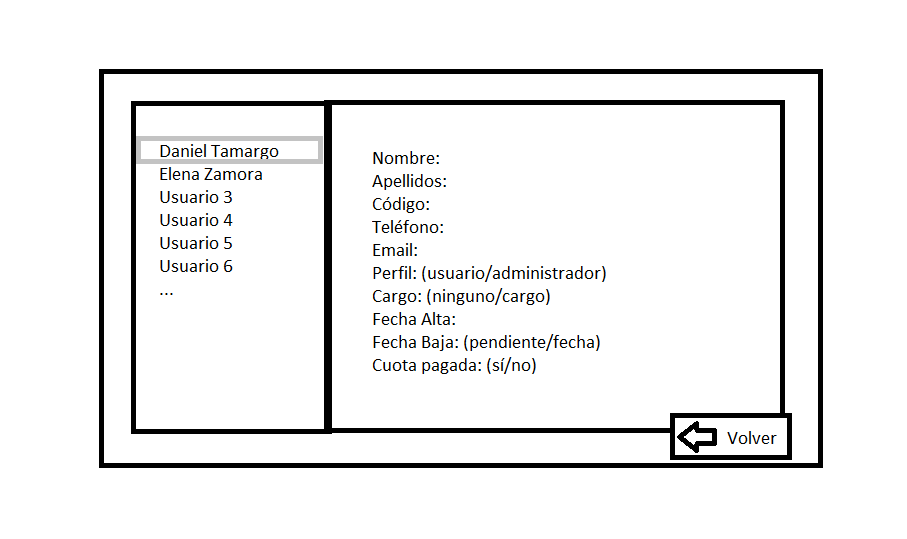 Daniel Tamargo
Elena Zamora
Usuario 3
Usuario 4
Usuario 5
Usuario 6
...
Nombre:
Apellidos:
Código:
Teléfono:
Email:
Perfil: (usuario/administrador)
Cargo: (ninguno/cargo)
Fecha Alta:
Fecha Baja: (pendiente/fecha)
Cuota pagada: (sí/no)
Volver